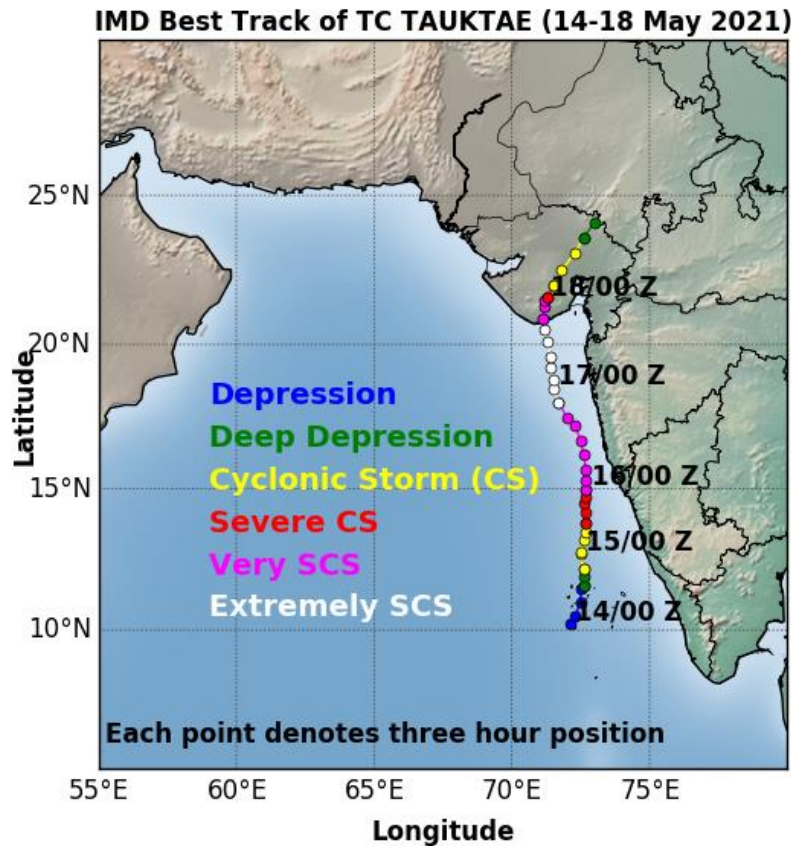 IMD Best Track of TC TAUKTAE (14-18 May 2021)
25°N
18/00 Z
20°N
17/00 Z
Depression
Deep Depression
Cyclonic Storm (CS)
16/00 Z
15°N
Severe CS
15/00 Z
Very SCS
Extremely SCS
14/00 Z
10°N
Latitude
Each point denotes three hour position
55°E 60°E 65°E 70°E 75°E
Longitude